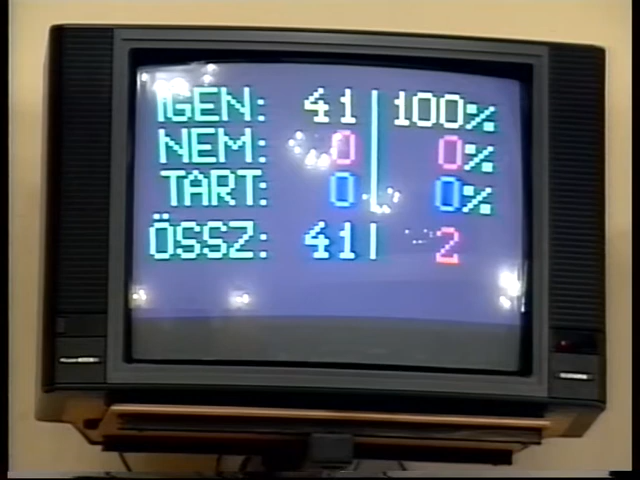 IGEN: 41 | 100%
NEM: 0 0%
TART: 0 0%
ÖSSZ: 41 | 2